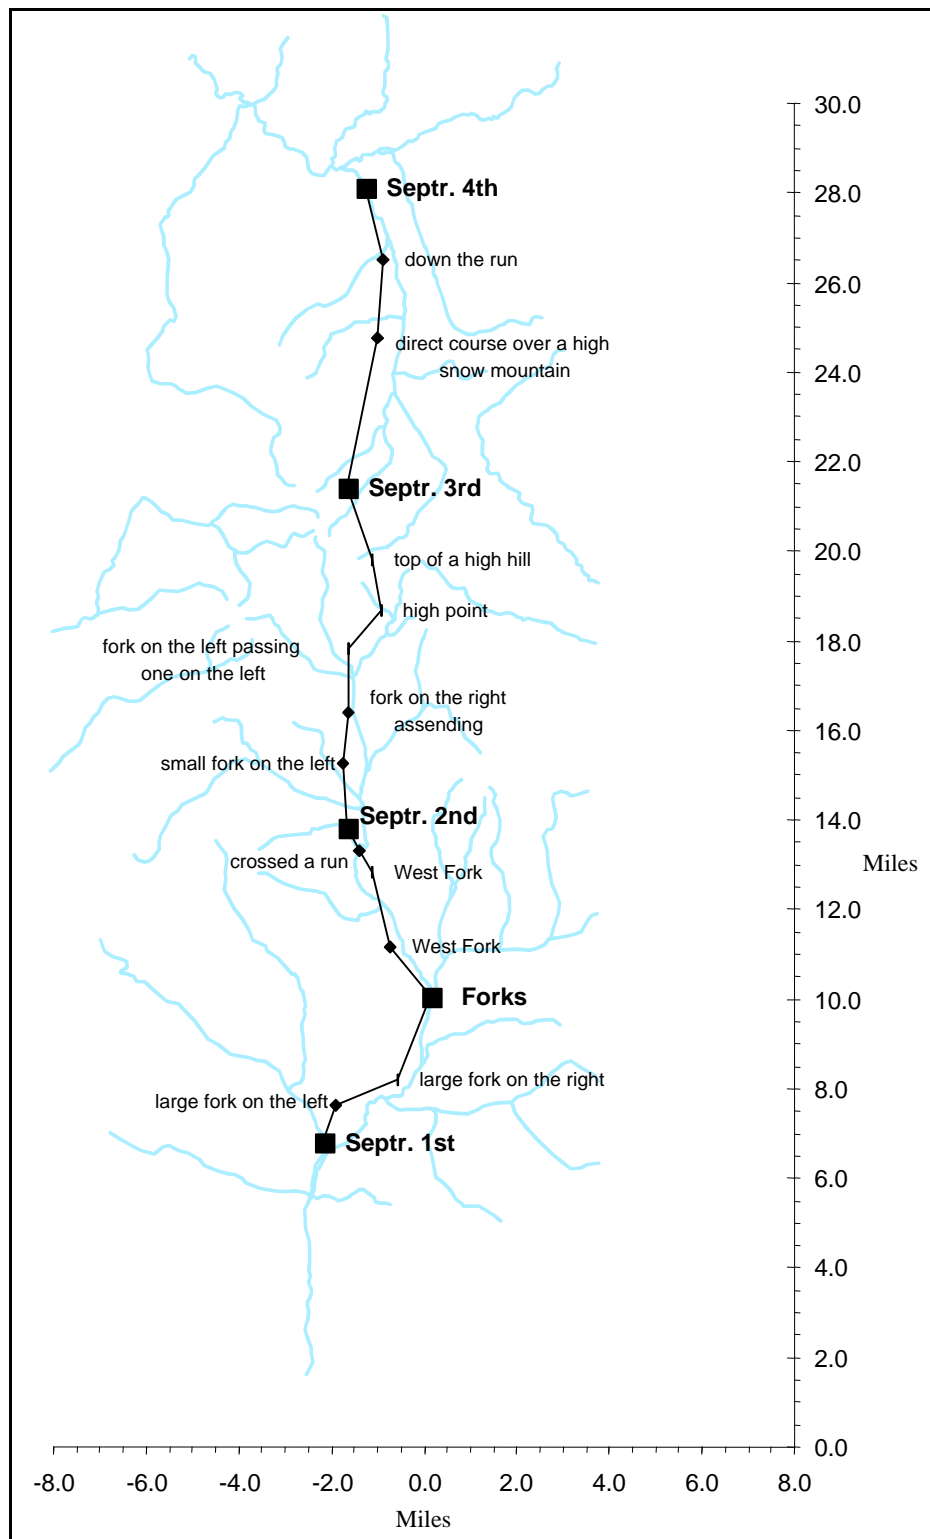 30.0
Septr. 4th
28.0
down the run
26.0
direct course over a high
snow mountain
24.0
22.0
Septr. 3rd
20.0
top of a high hill
high point
18.0
fork on the left passing
one on the left
fork on the right
assending
16.0
small fork on the left
Septr. 2nd
14.0
crossed a run
West Fork
Miles
12.0
West Fork
Forks
10.0
large fork on the right
8.0
large fork on the left
Septr. 1st
6.0
4.0
2.0
0.0
-8.0 -6.0 -4.0 -2.0 0.0 2.0 4.0 6.0 8.0
Miles